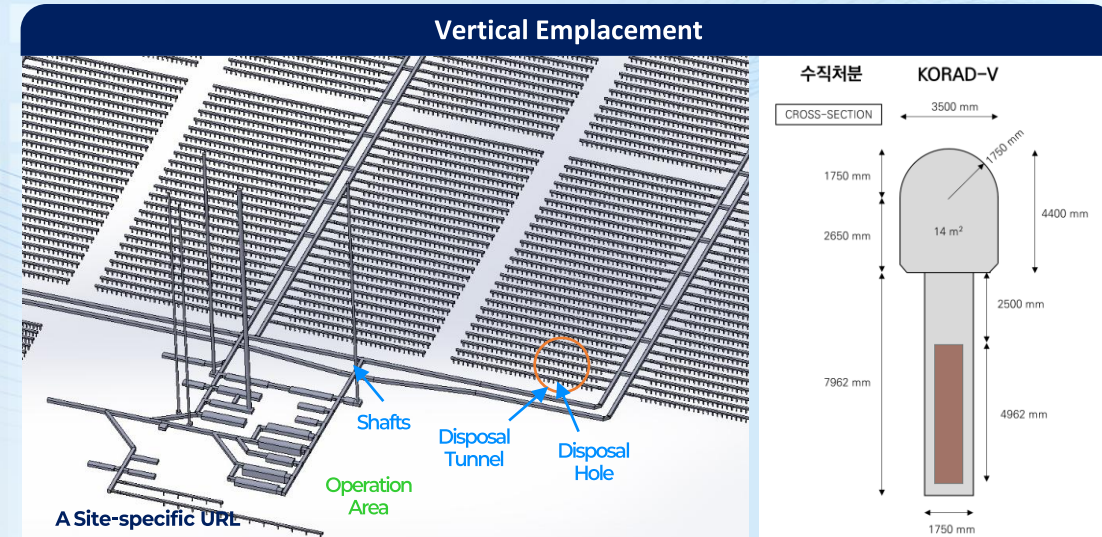 Vertical Emplacement
Shafts
Disposal
Tunnel
Disposal
Hole
Operation
Area
A Site-specific URL
수직처분 KORAD-V
CROSS-SECTION
3500 mm
1750 mm
1750 mm
2650 mm
14 m²
4400 mm
2500 mm
7962 mm
4962 mm
1750 mm